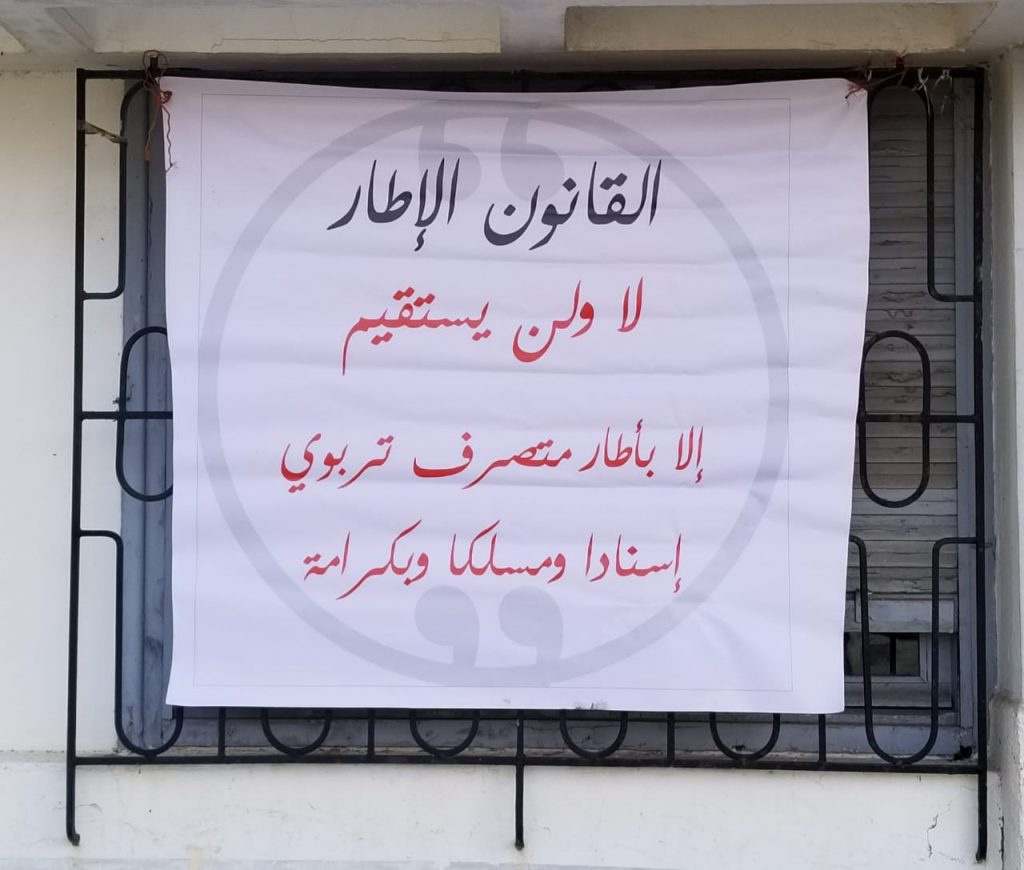 القانون الإطار
لا ولن يستقيم
إلا بأطار متصرف تربوي
إسنادا ومسلكا وبكرامة